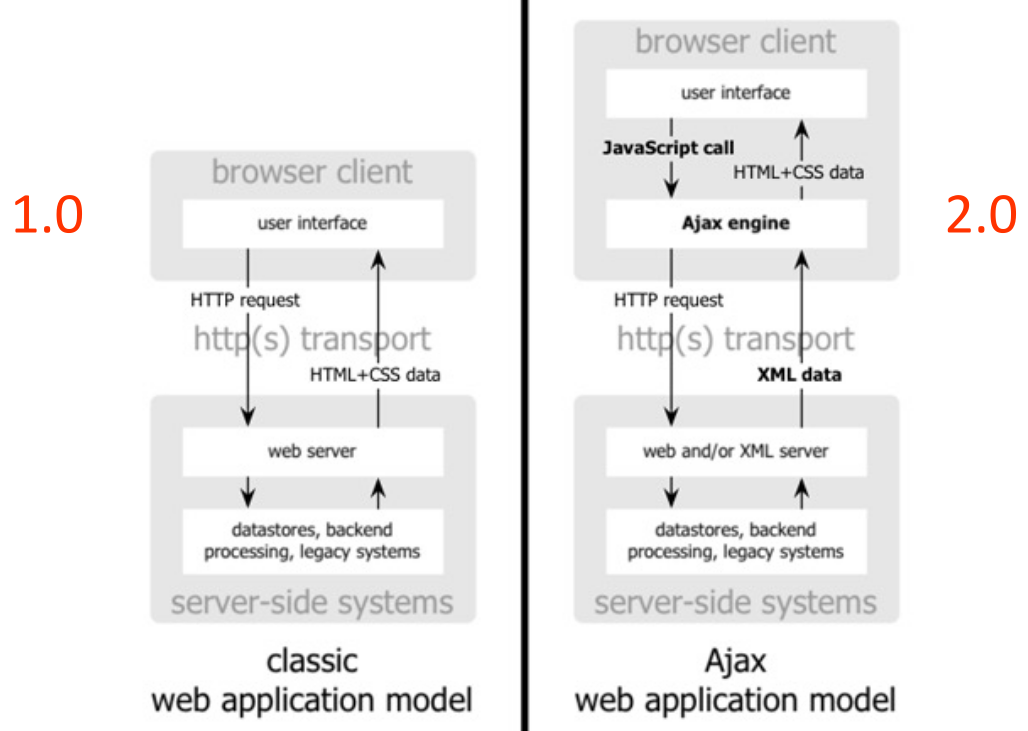 1.0
browser client
user interface
HTTP request
http(s) transport
HTML+CSS data
web server
datastores, backend
processing, legacy systems
server-side systems
classic
web application model
2.0
browser client
user interface
JavaScript call
HTML+CSS data
Ajax engine
HTTP request
http(s) transport
XML data
web and/or XML server
datastores, backend
processing, legacy systems
server-side systems
Ajax
web application model